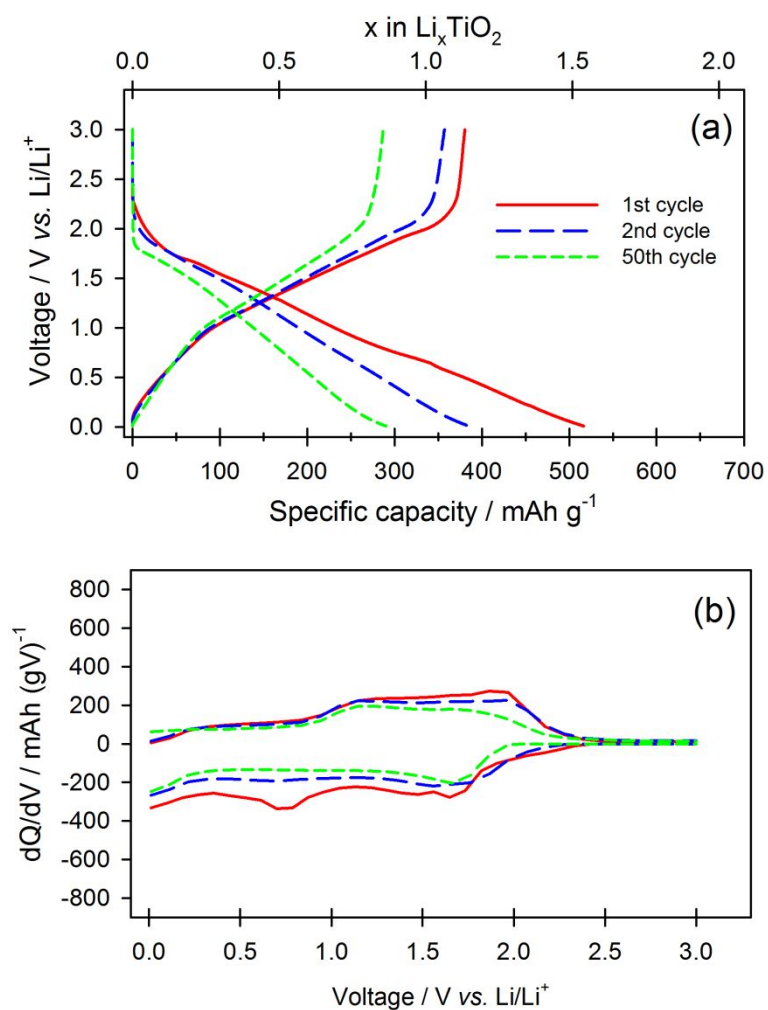 x in LiₓTiO₂
0.0 0.5 1.0 1.5 2.0
(a)
3.0
2.5
2.0
1.5
1.0
0.5
0.0
Voltage / V vs. Li/Li⁺
1st cycle
2nd cycle
50th cycle
0 100 200 300 400 500 600 700
Specific capacity / mAh g⁻¹
(b)
800
600
400
200
0
-200
-400
-600
-800
dQ/dV / mAh (gV)⁻¹
0.0 0.5 1.0 1.5 2.0 2.5 3.0
Voltage / V vs. Li/Li⁺